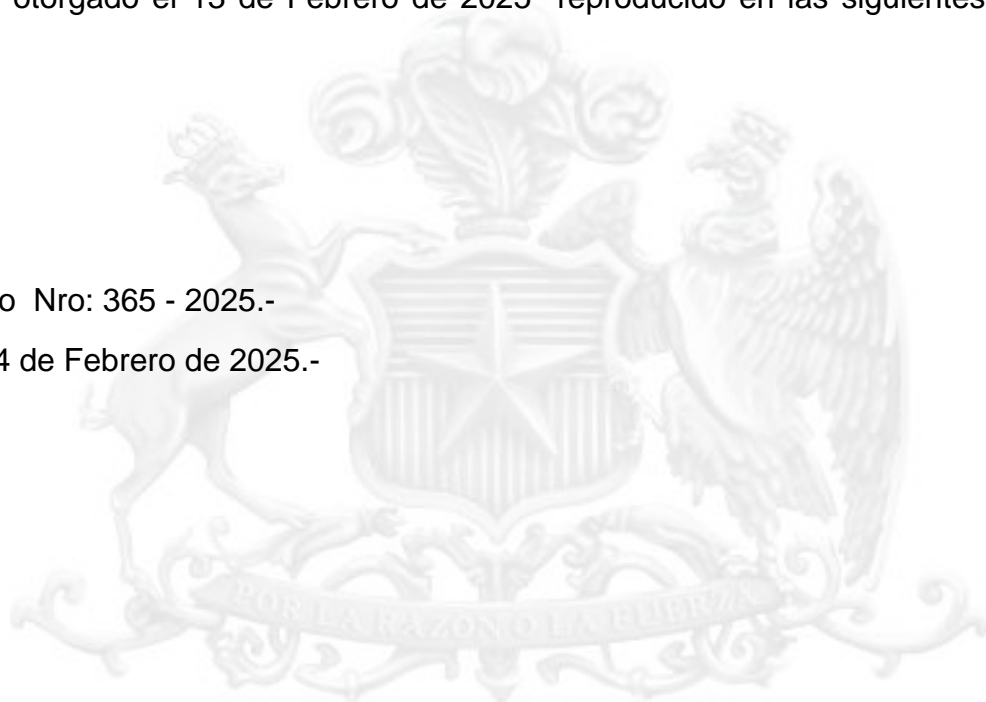 otorgado el 13 de Febrero de 2025 reproducido en las siguientes
o Nro: 365 - 2025.-
4 de Febrero de 2025.-
POR LA RAZON O LA FUERZA